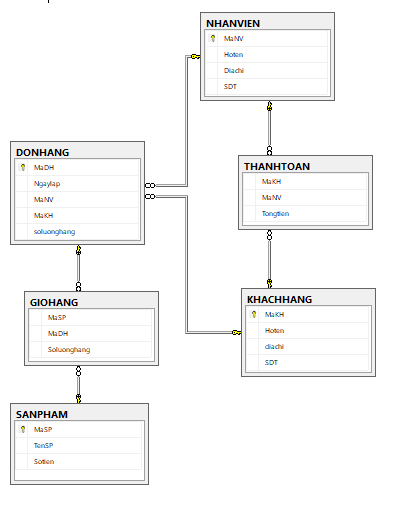 NHANVIEN
MaNV
Hoten
Diachi
SDT
DONHANG
MaDH
Ngaylap
MaNV
MaKH
soluonghang
THANHTOAN
MaKH
MaNV
Tongtien
GIOHANG
MaSP
MaDH
Soluonghang
KHACHHANG
MaKH
Hoten
diachi
SDT
SANPHAM
MaSP
TenSP
Sotien